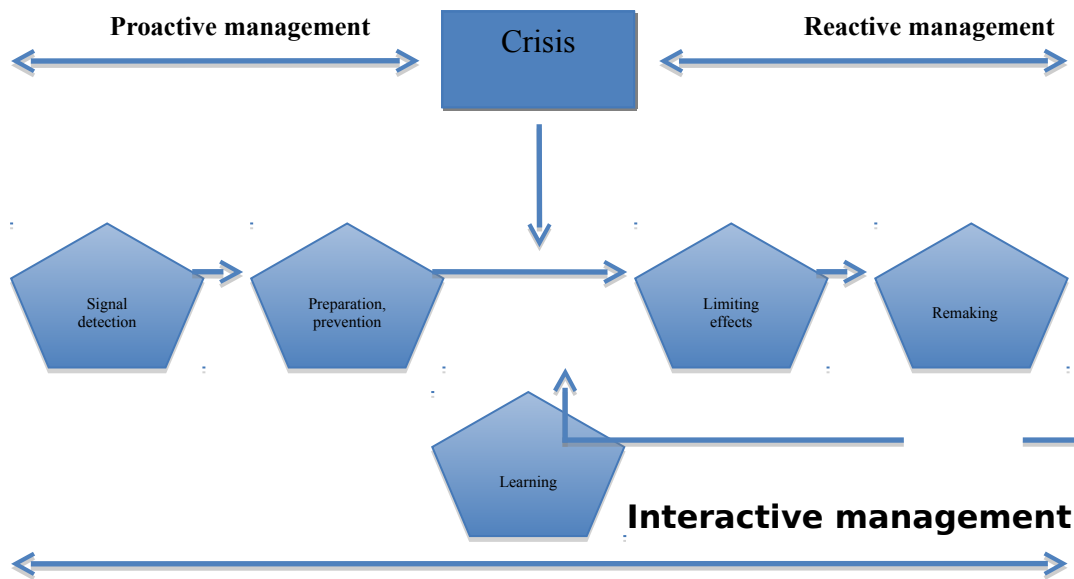 Proactive management
Crisis
Reactive management
Signal
detection
Preparation,
prevention
Limiting
effects
Remaking
Learning
Interactive management